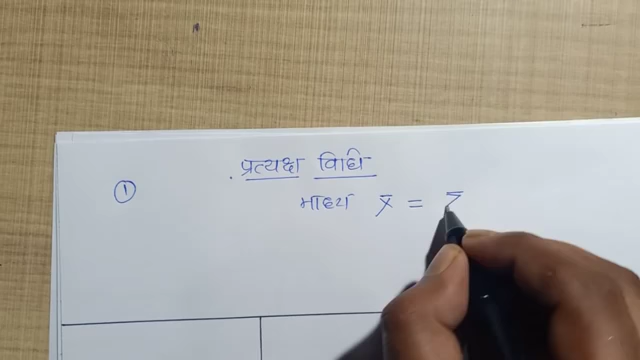 ① प्रत्यक्ष विधि
माध्य x̄ = Σ